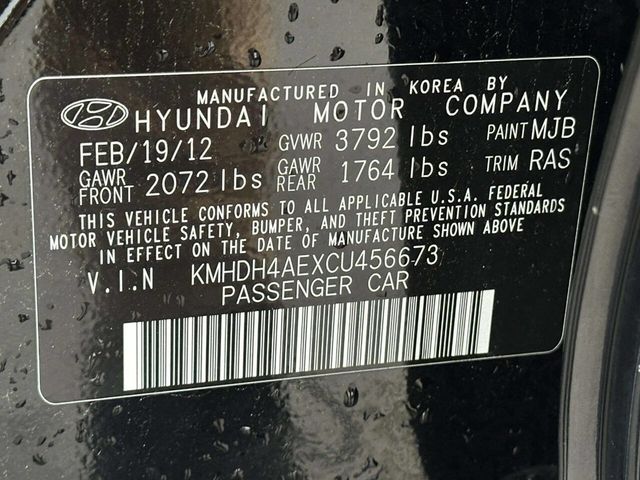 MANUFACTURED IN KOREA BY
HYUNDAI MOTOR COMPANY
FEB/19/12 GVWR 3792 lbs PAINT MJB
GAWR FRONT 2072 lbs GAWR REAR 1764 lbs TRIM RAS
THIS VEHICLE CONFORMS TO ALL APPLICABLE U.S.A. FEDERAL
MOTOR VEHICLE SAFETY, BUMPER, AND THEFT PREVENTION STANDARDS
IN EFFECT ON THE DATE OF MANUFACTURE SHOWN ABOVE
V.I.N KMHDH4AEXCU456673
PASSENGER CAR